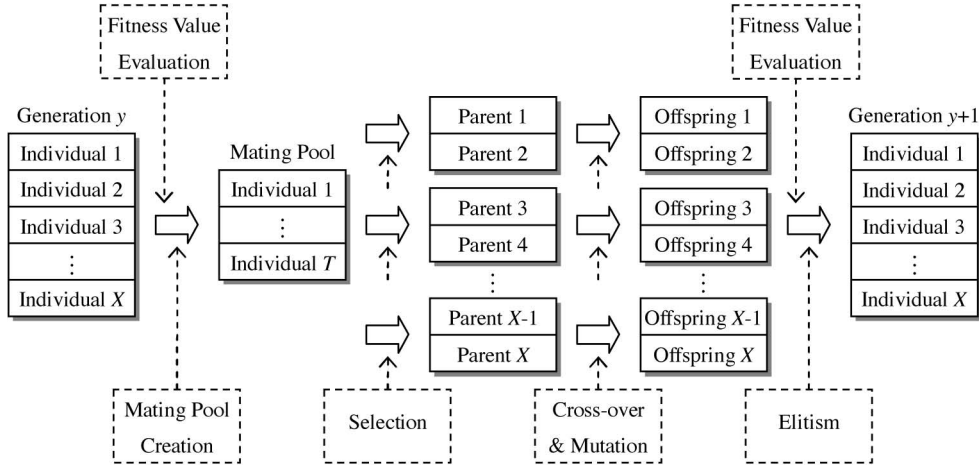 Fitness Value
Evaluation
Fitness Value
Evaluation
Generation y
Individual 1
Individual 2
Individual 3
⋮
Individual X
Mating Pool
Individual 1
⋮
Individual T
Parent 1
Parent 2
Parent 3
Parent 4
⋮
Parent X-1
Parent X
Offspring 1
Offspring 2
Offspring 3
Offspring 4
⋮
Offspring X-1
Offspring X
Generation y+1
Individual 1
Individual 2
Individual 3
⋮
Individual X
Mating Pool
Creation
Selection
Cross-over
& Mutation
Elitism